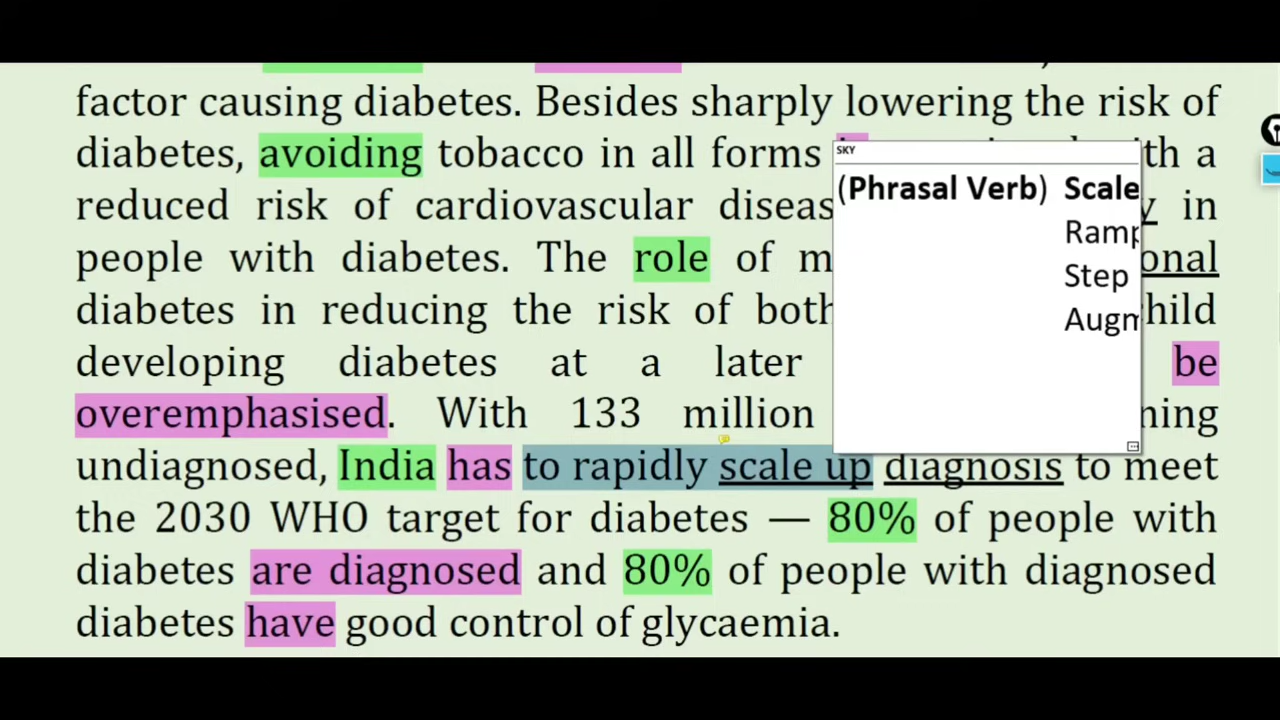 factor causing diabetes. Besides sharply lowering the risk of
diabetes, avoiding tobacco in all forms th a
reduced risk of cardiovascular in
people with diabetes. The role of
diabetes in reducing the risk of both
developing diabetes at a later be
overemphasised. With 133 million
undiagnosed, India has to rapidly scale up diagnosis to meet
the 2030 WHO target for diabetes — 80% of people with
diabetes are diagnosed and 80% of people with diagnosed
diabetes have good control of glycaemia.
SKY
(Phrasal Verb) Scale
Ramp
Step